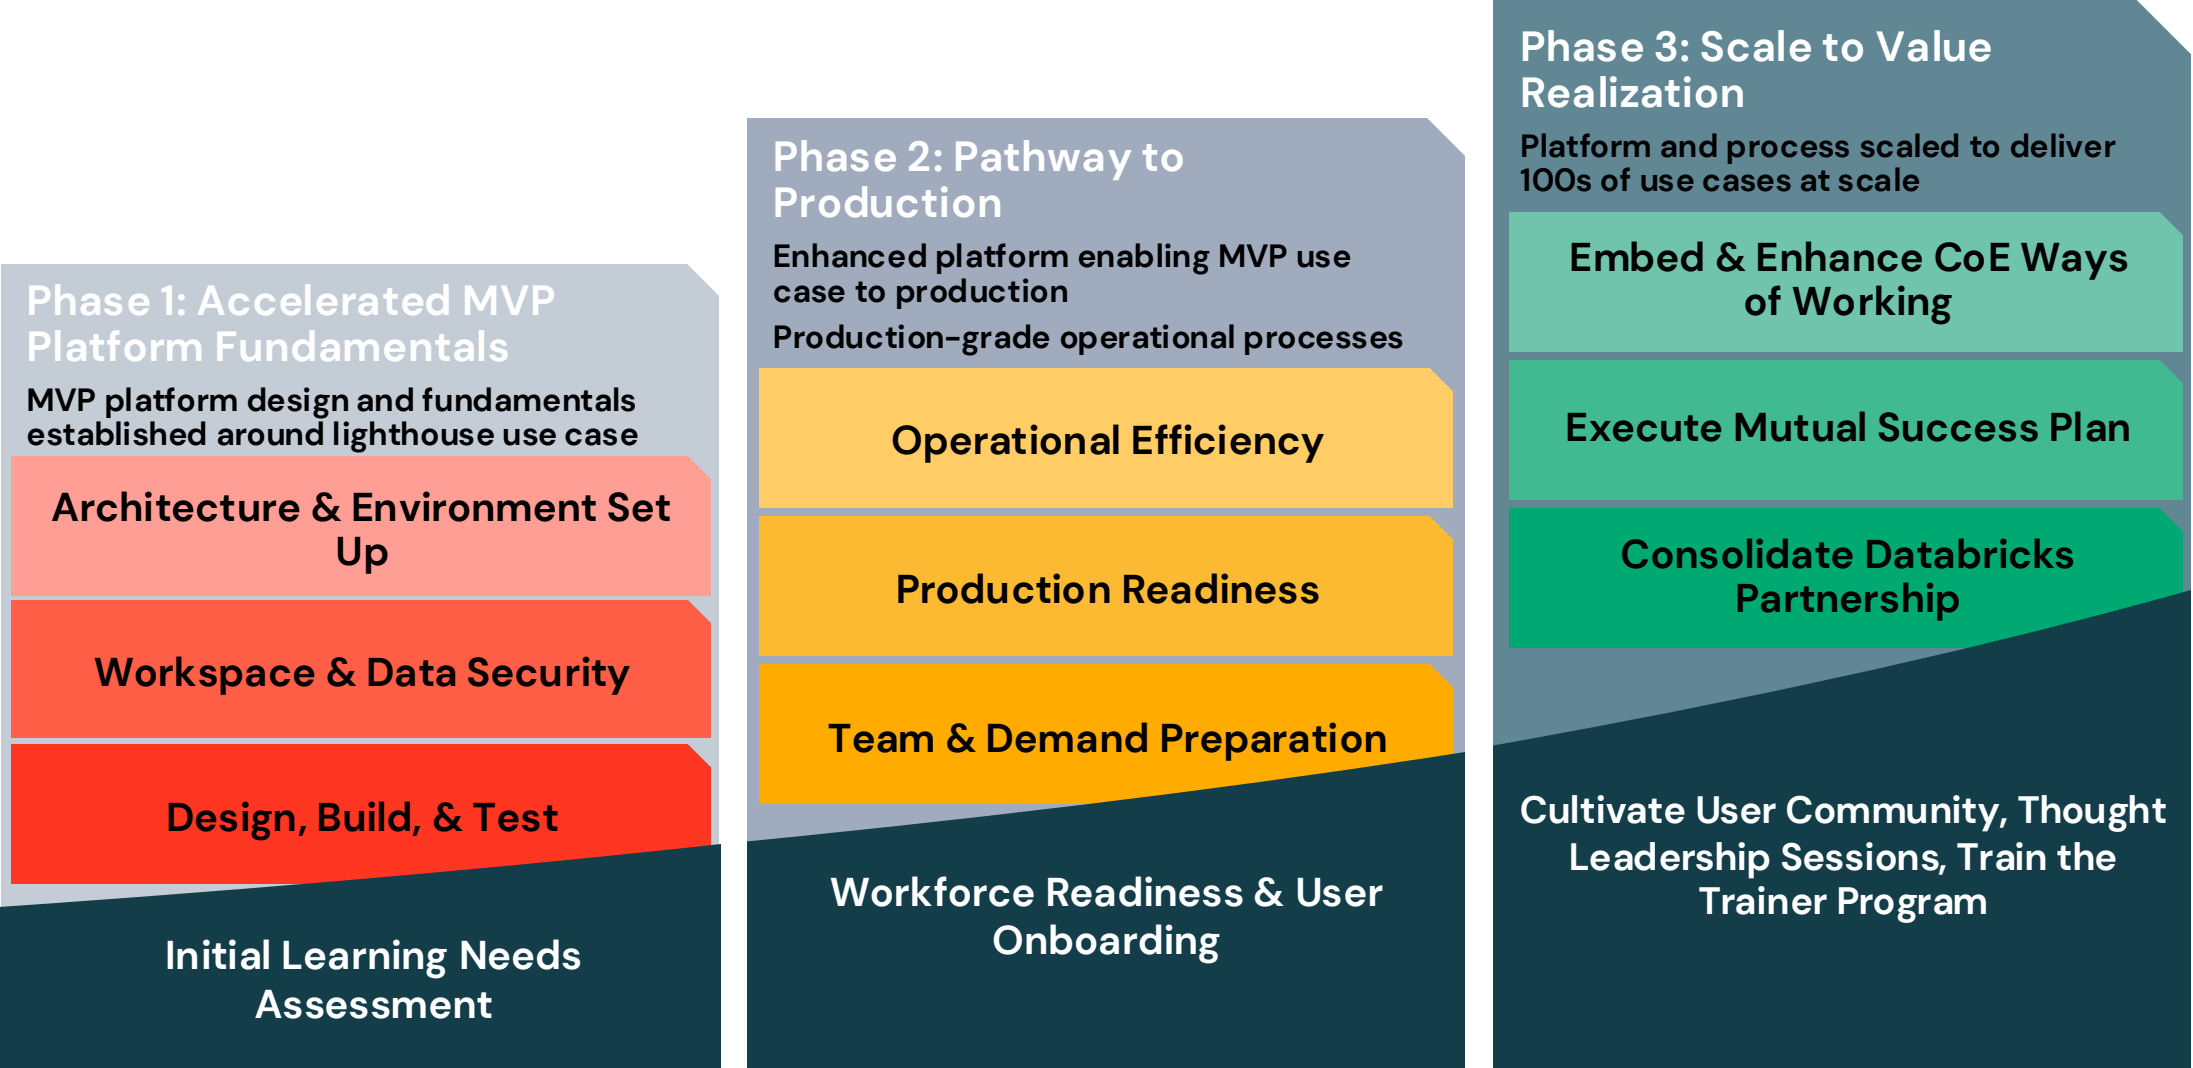 Phase 1: Accelerated MVP
Platform Fundamentals
MVP platform design and fundamentals
established around lighthouse use case
Architecture & Environment Set
Up
Workspace & Data Security
Design, Build, & Test
Initial Learning Needs
Assessment
Phase 2: Pathway to
Production
Enhanced platform enabling MVP use
case to production
Production-grade operational processes
Operational Efficiency
Production Readiness
Team & Demand Preparation
Workforce Readiness & User
Onboarding
Phase 3: Scale to Value
Realization
Platform and process scaled to deliver
100s of use cases at scale
Embed & Enhance CoE Ways
of Working
Execute Mutual Success Plan
Consolidate Databricks
Partnership
Cultivate User Community, Thought
Leadership Sessions, Train the
Trainer Program